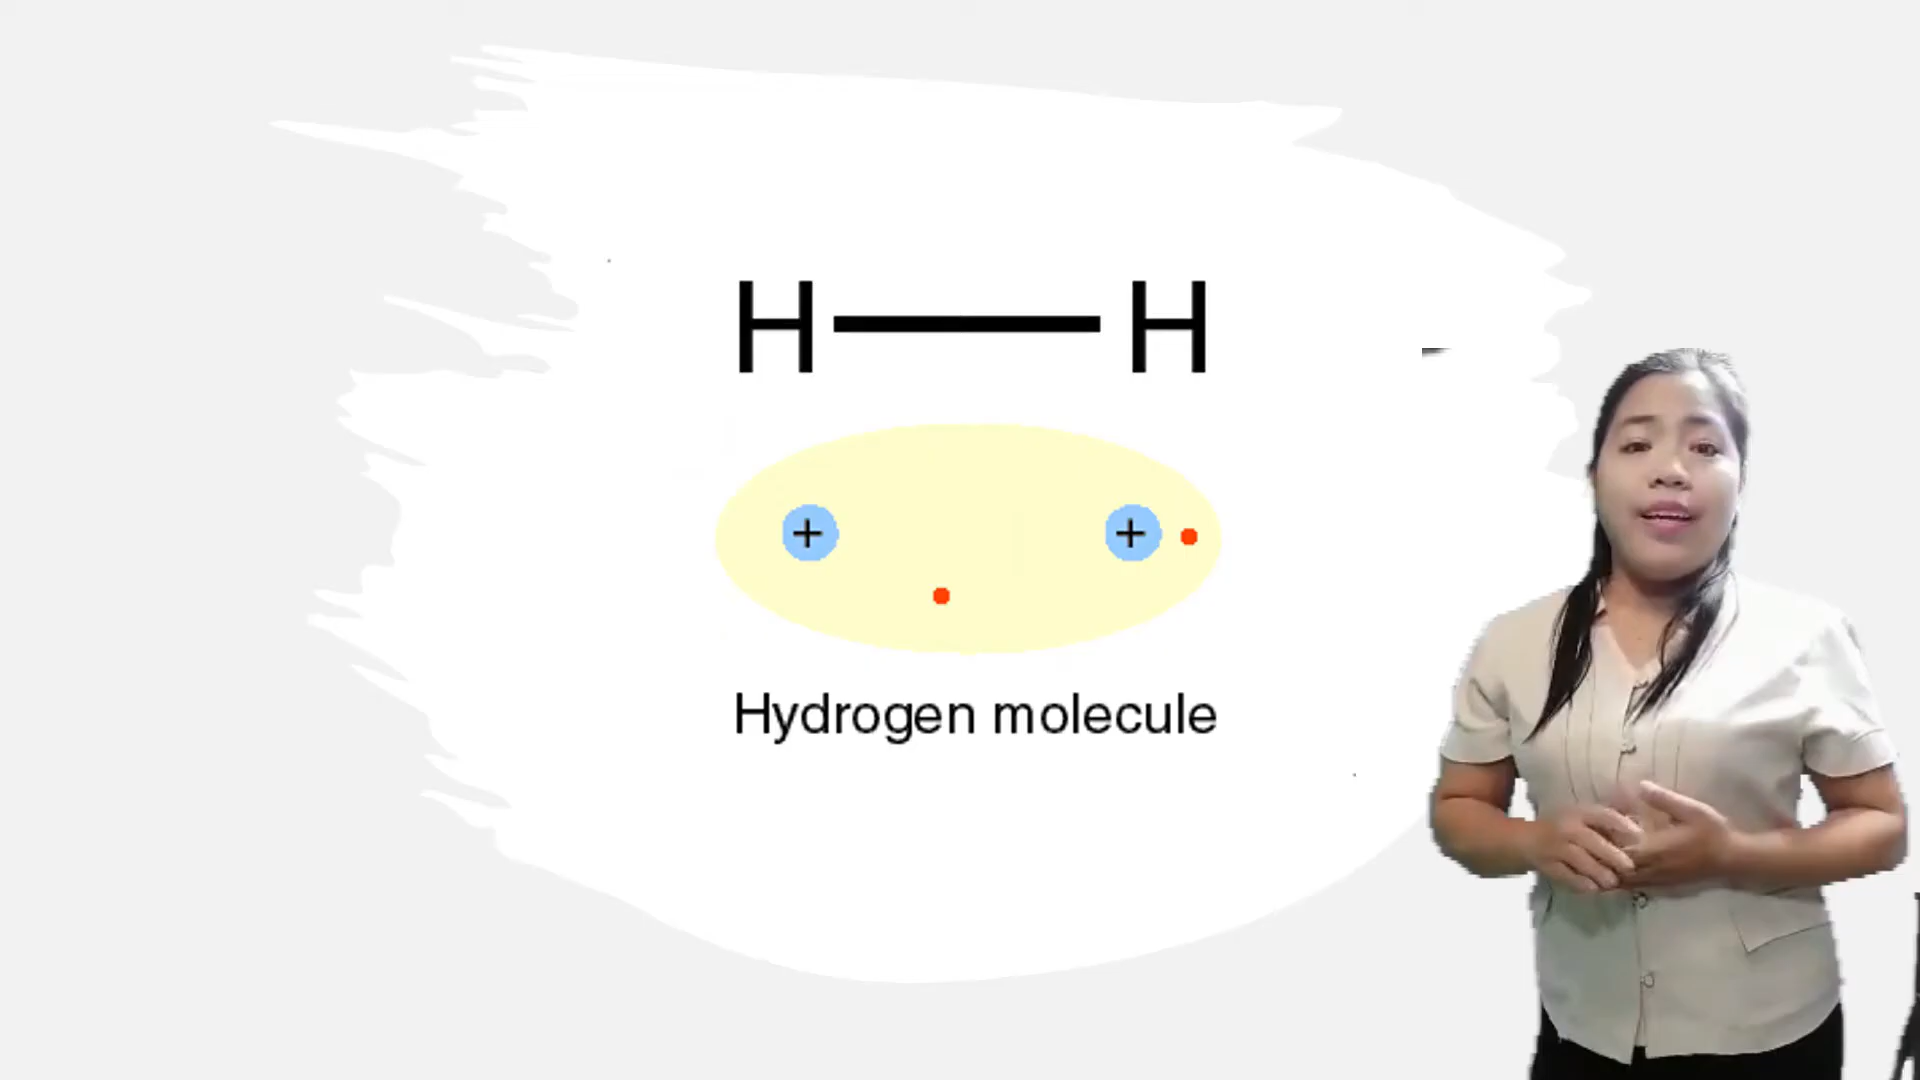 H — H
+ +
Hydrogen molecule